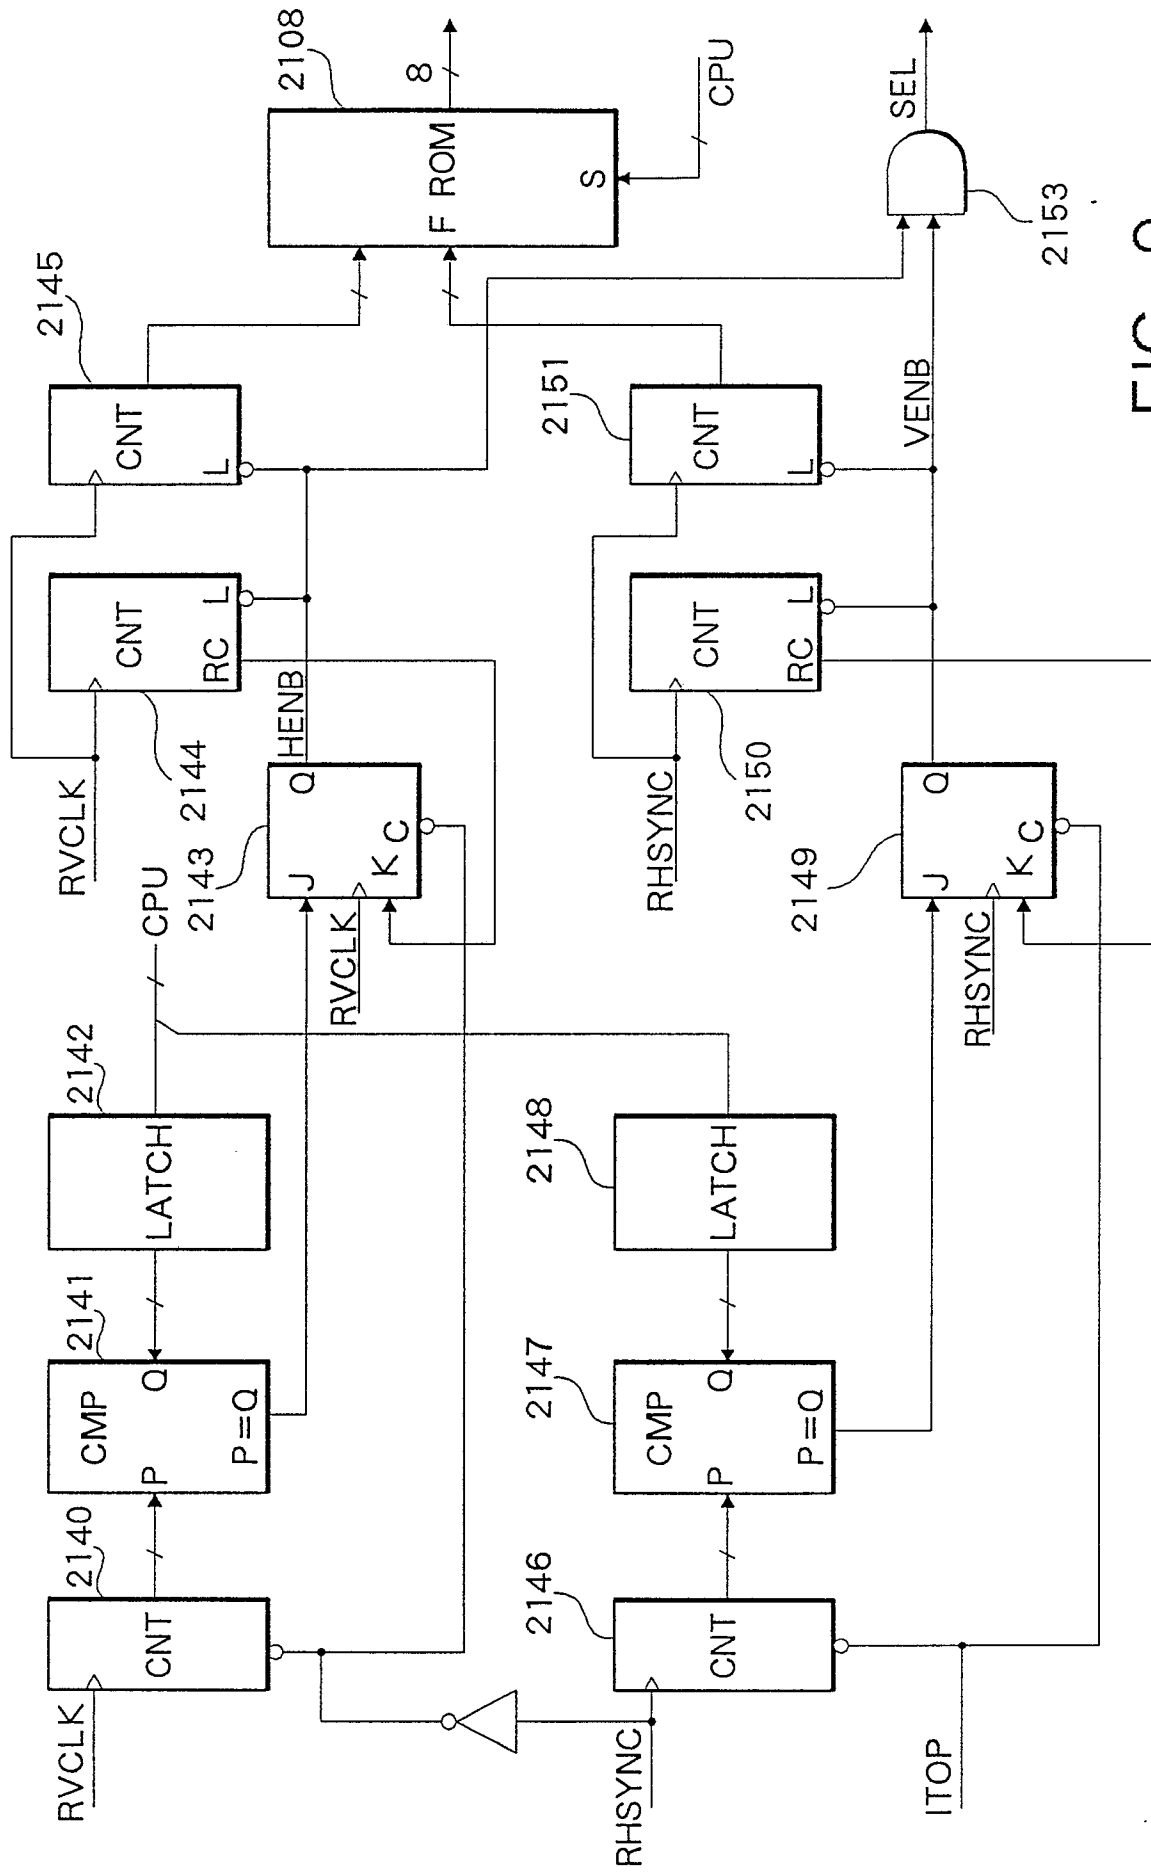 RVCLK
CNT
2140
P
CMP
Q
P=Q
2141
LATCH
2142
CPU
J
Q
K
C
RVCLK
2143
HENB
RVCLK
CNT
RC
L
2144
CNT
L
2145
F ROM
S
2108
8
CPU
RHSYNC
CNT
2146
P
CMP
Q
P=Q
2147
LATCH
2148
J
Q
K
C
RHSYNC
2149
RHSYNC
CNT
RC
L
2150
CNT
L
2151
VENB
2153
SEL
ITOP